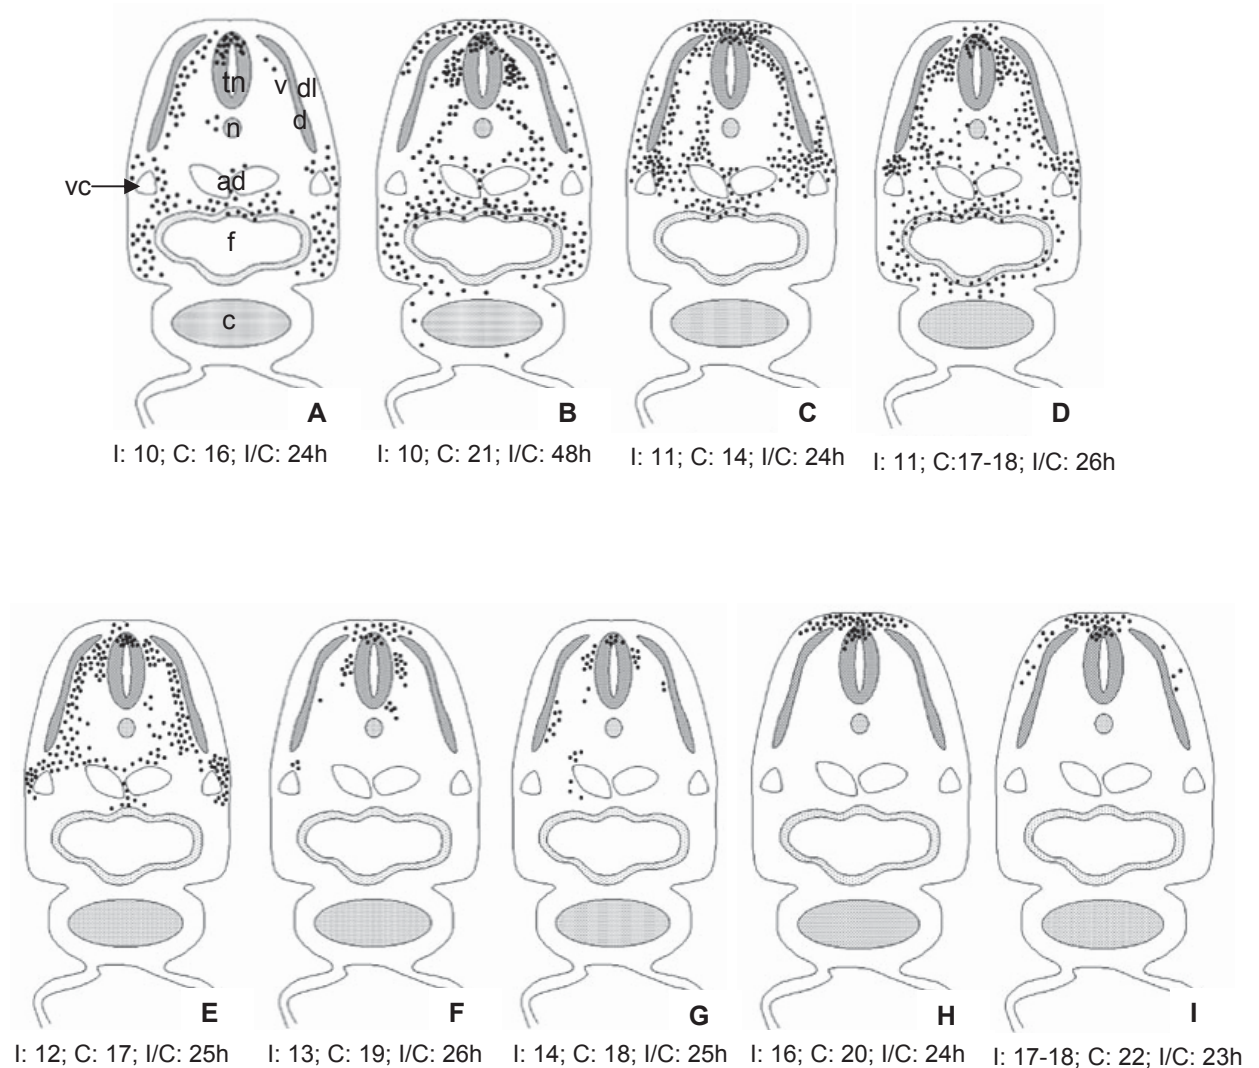 tn
v
dl
d
n
vc
ad
f
c
A
B
C
D
I: 10; C: 16; I/C: 24h
I: 10; C: 21; I/C: 48h
I: 11; C: 14; I/C: 24h
I: 11; C:17-18; I/C: 26h
E
F
G
H
I
I: 12; C: 17; I/C: 25h
I: 13; C: 19; I/C: 26h
I: 14; C: 18; I/C: 25h
I: 16; C: 20; I/C: 24h
I: 17-18; C: 22; I/C: 23h